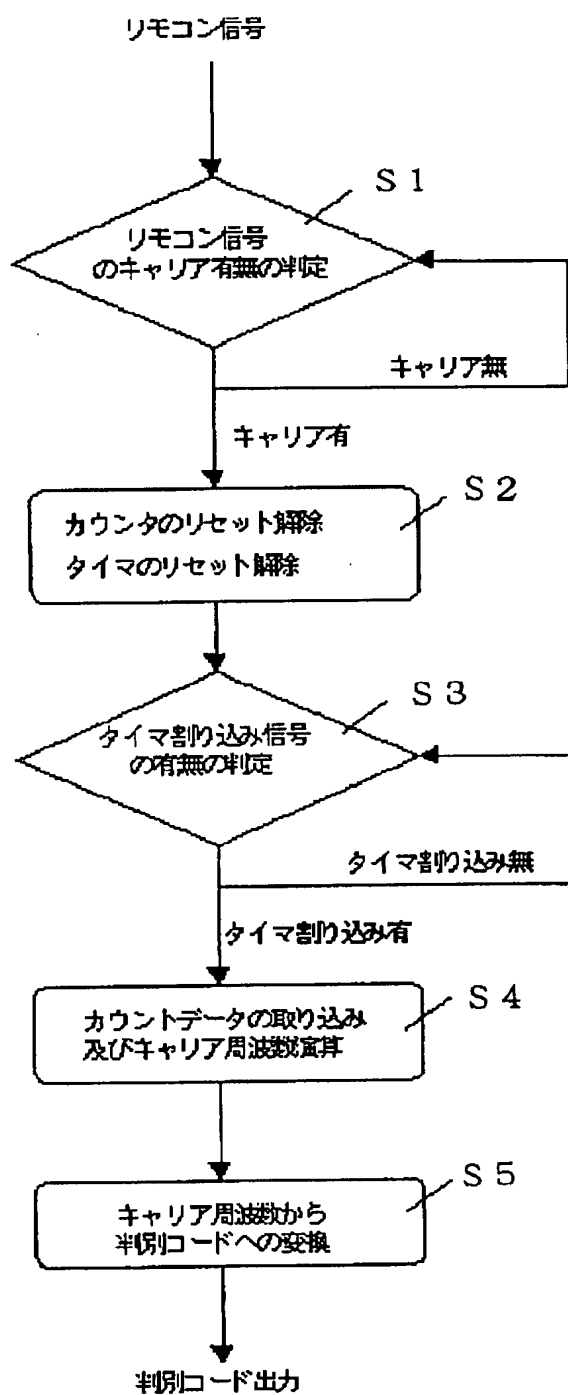 リモコン信号
S1
リモコン信号
のキャリア有無の判定
キャリア無
キャリア有
S2
カウンタのリセット解除
タイマのリセット解除
S3
タイマ割り込み信号
の有無の判定
タイマ割り込み無
タイマ割り込み有
S4
カウントデータの取り込み
及びキャリア周波数演算
S5
キャリア周波数から
判別コードへの変換
判別コード出力